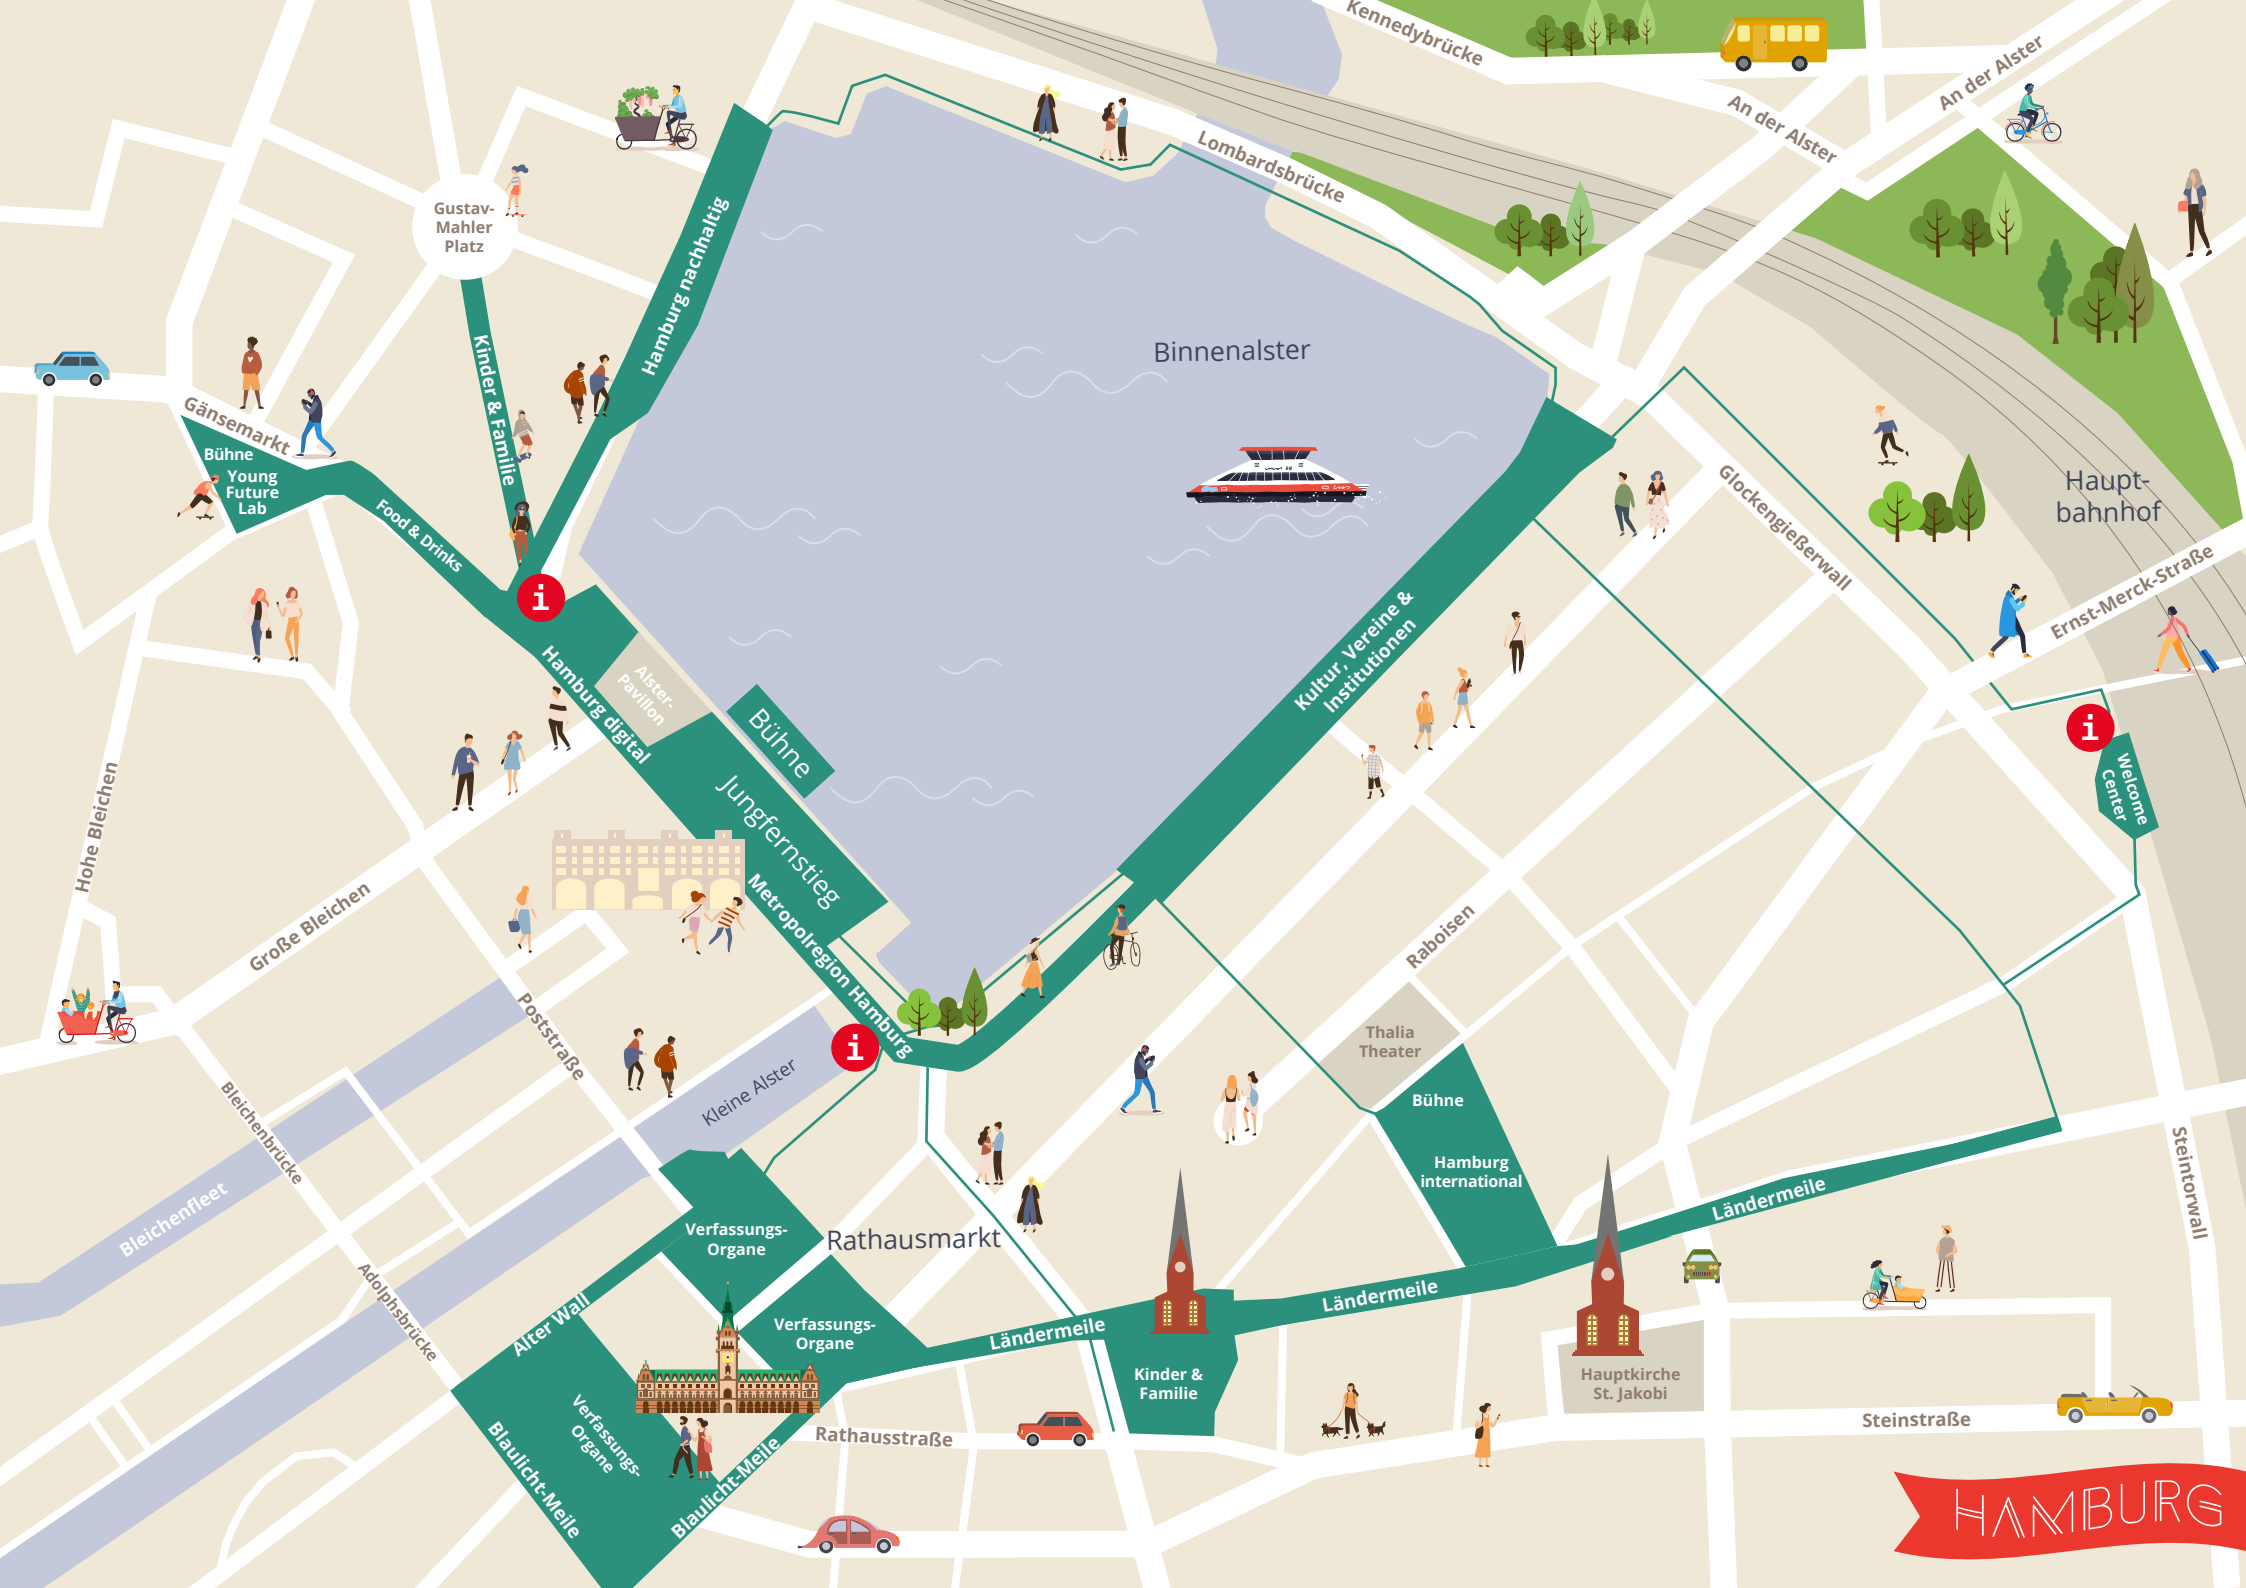 Kennedybrücke
An der Alster
An der Alster
Lombardsbrücke
Gustav-
Mahler
Platz
Hamburg nachhaltig
Kinder & Familie
Binnenalster
Gänsemarkt
Bühne
Young
Future
Lab
Food & Drinks
i
Haupt-
bahnhof
Glockengießerwall
Ernst-Merck-Straße
Kultur, Vereine &
Institutionen
Hamburg digital
Alster-
Pavillon
Bühne
Jungfernstieg
i
Welcome
Center
Hohe Bleichen
Große Bleichen
Metropolregion Hamburg
Raboisen
Poststraße
i
Kleine Alster
Thalia
Theater
Bühne
Hamburg
international
Bleichenbrücke
Bleichenfleet
Steintorwall
Ländermeile
Verfassungs-
Organe
Rathausmarkt
Adolphsbrücke
Alter Wall
Ländermeile
Verfassungs-
Organe
Ländermeile
Kinder &
Familie
Hauptkirche
St. Jakobi
Verfassungs-
Organe
Steinstraße
Rathausstraße
Blaulicht-Meile
Blaulicht-Meile
HAMBURG